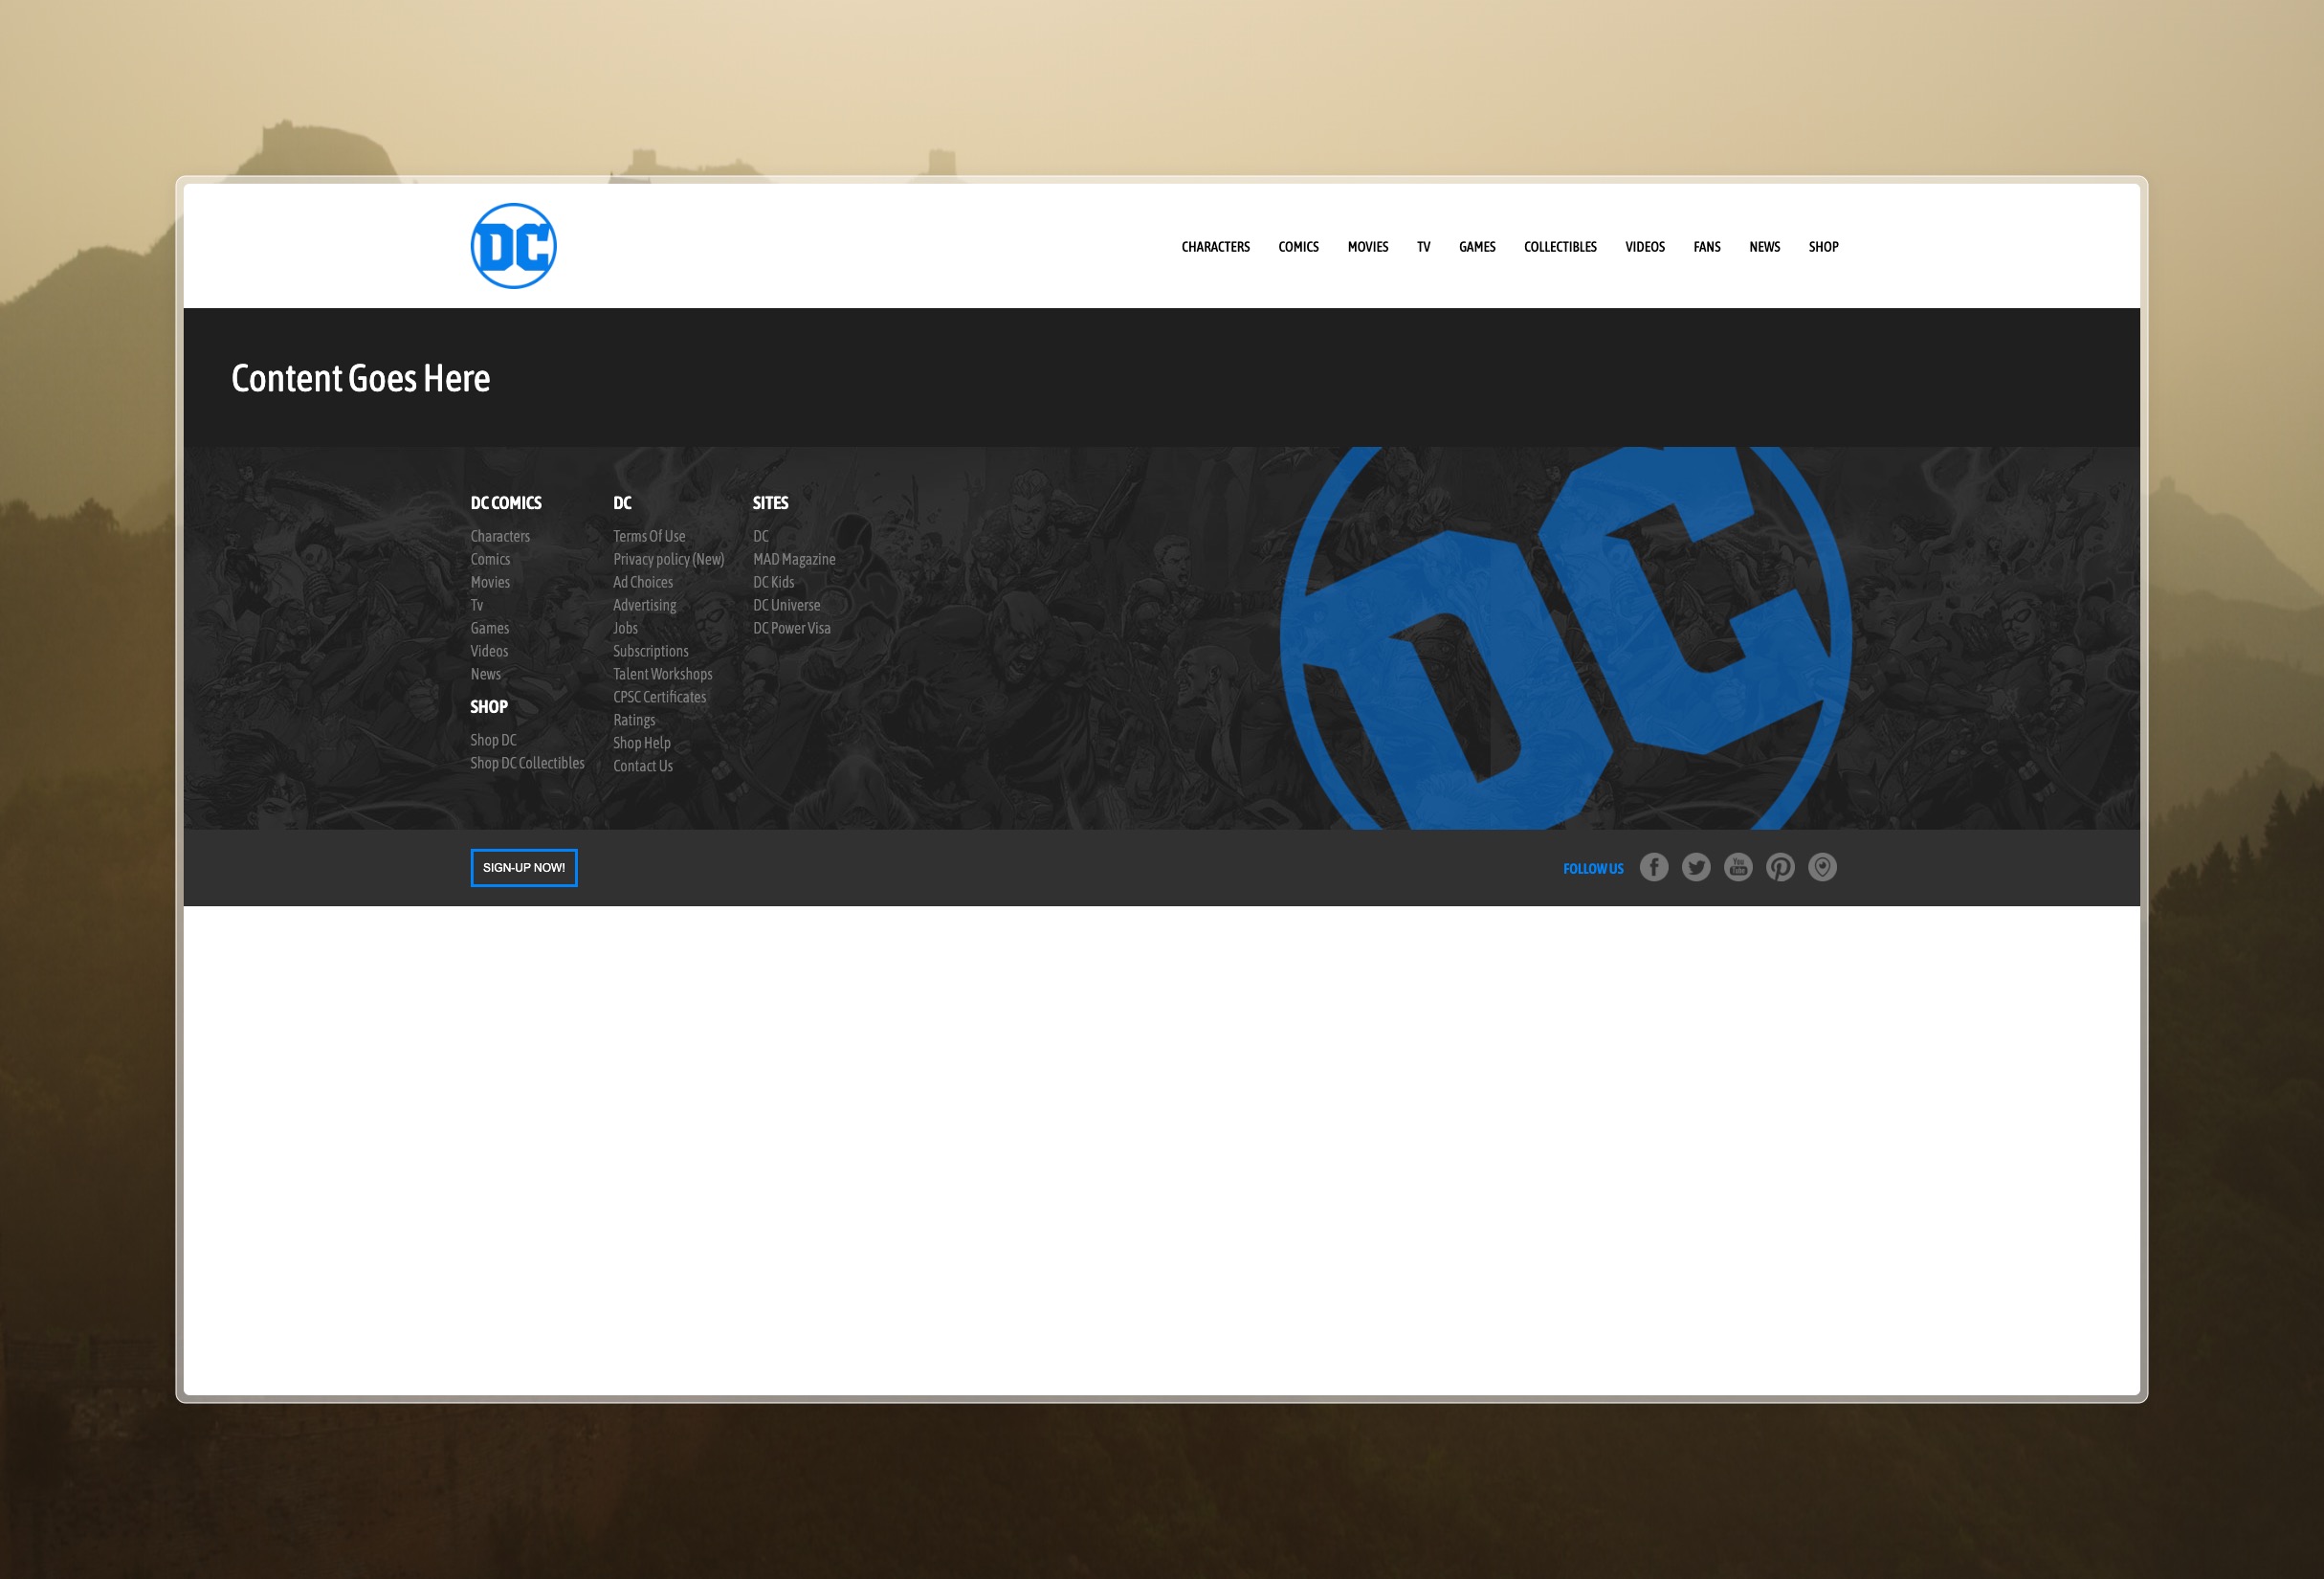 DC
CHARACTERS COMICS MOVIES TV GAMES COLLECTIBLES VIDEOS FANS NEWS SHOP
Content Goes Here
DC COMICS
Characters
Comics
Movies
Tv
Games
Videos
News
SHOP
Shop DC
Shop DC Collectibles
DC
Terms Of Use
Privacy policy (New)
Ad Choices
Advertising
Jobs
Subscriptions
Talent Workshops
CPSC Certificates
Ratings
Shop Help
Contact Us
SITES
DC
MAD Magazine
DC Kids
DC Universe
DC Power Visa
DC
SIGN-UP NOW!
FOLLOW US
You
Tube